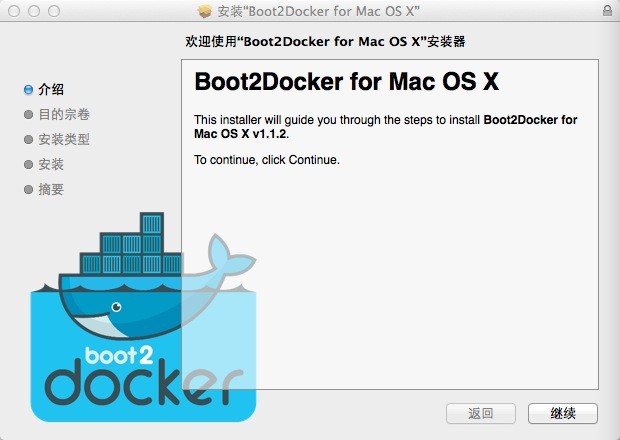 安装“Boot2Docker for Mac OS X”
欢迎使用“Boot2Docker for Mac OS X”安装器
介绍
目的宗卷
安装类型
安装
摘要
Boot2Docker for Mac OS X
This installer will guide you through the steps to install Boot2Docker for
Mac OS X v1.1.2.
To continue, click Continue.
boot2
docker
返回
继续